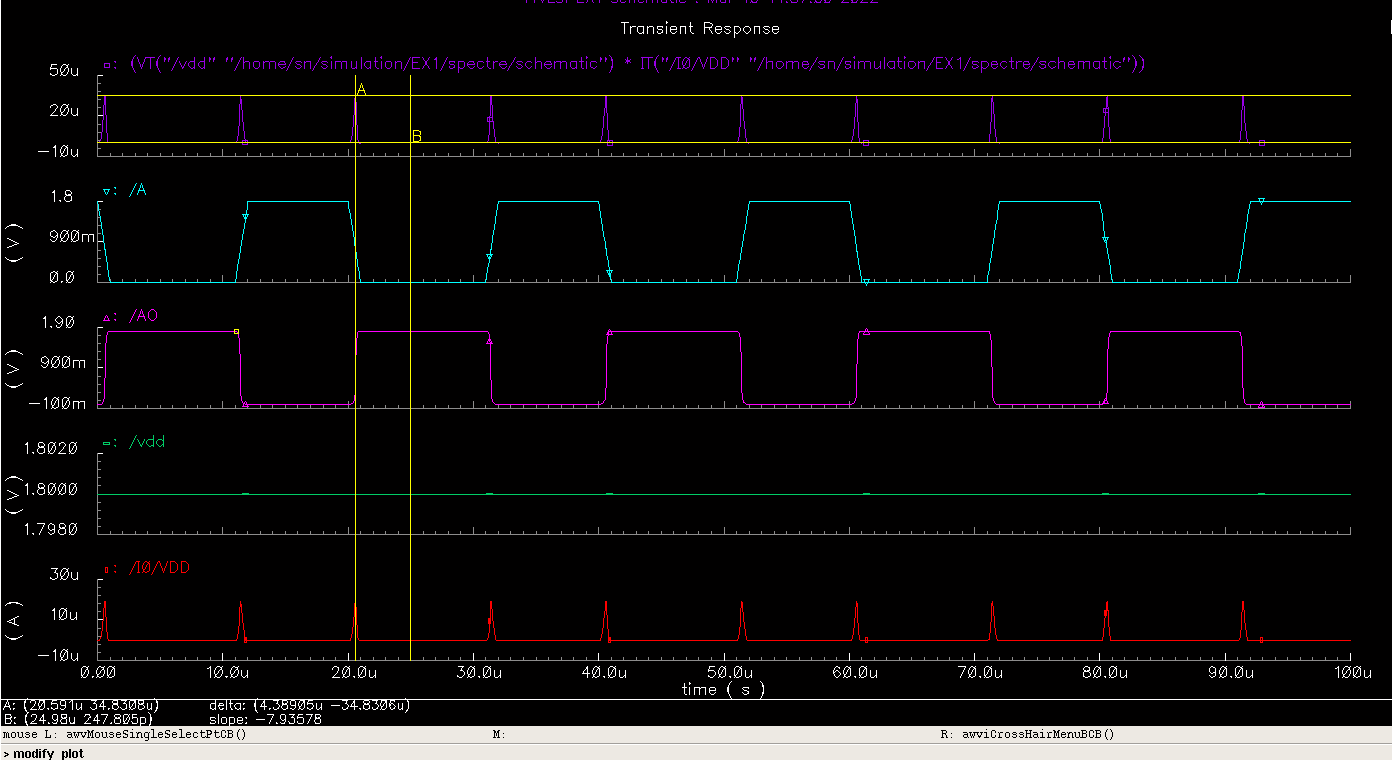 Transient Response
▫: (VT("/vdd" "/home/sn/simulation/EX1/spectre/schematic") * IT("/I0/VDD" "/home/sn/simulation/EX1/spectre/schematic"))
50u
A
20u
B
-10u
▿: /A
1.8
( V )
900m
0.0
▵: /AO
1.90
( V )
900m
-100m
: /vdd
1.8020
( V )
1.8000
1.7980
: /I0/VDD
30u
( A )
10u
-10u
0.00 10.0u 20.0u 30.0u 40.0u 50.0u 60.0u 70.0u 80.0u 90.0u 100u
time ( s )
A: (20.591u 34.8308u) delta: (4.38905u -34.8306u)
B: (24.98u 247.805p) slope: -7.93578
mouse L: awvMouseSingleSelectPtCB() M: R: awviCrossHairMenuBCB()
> modify plot